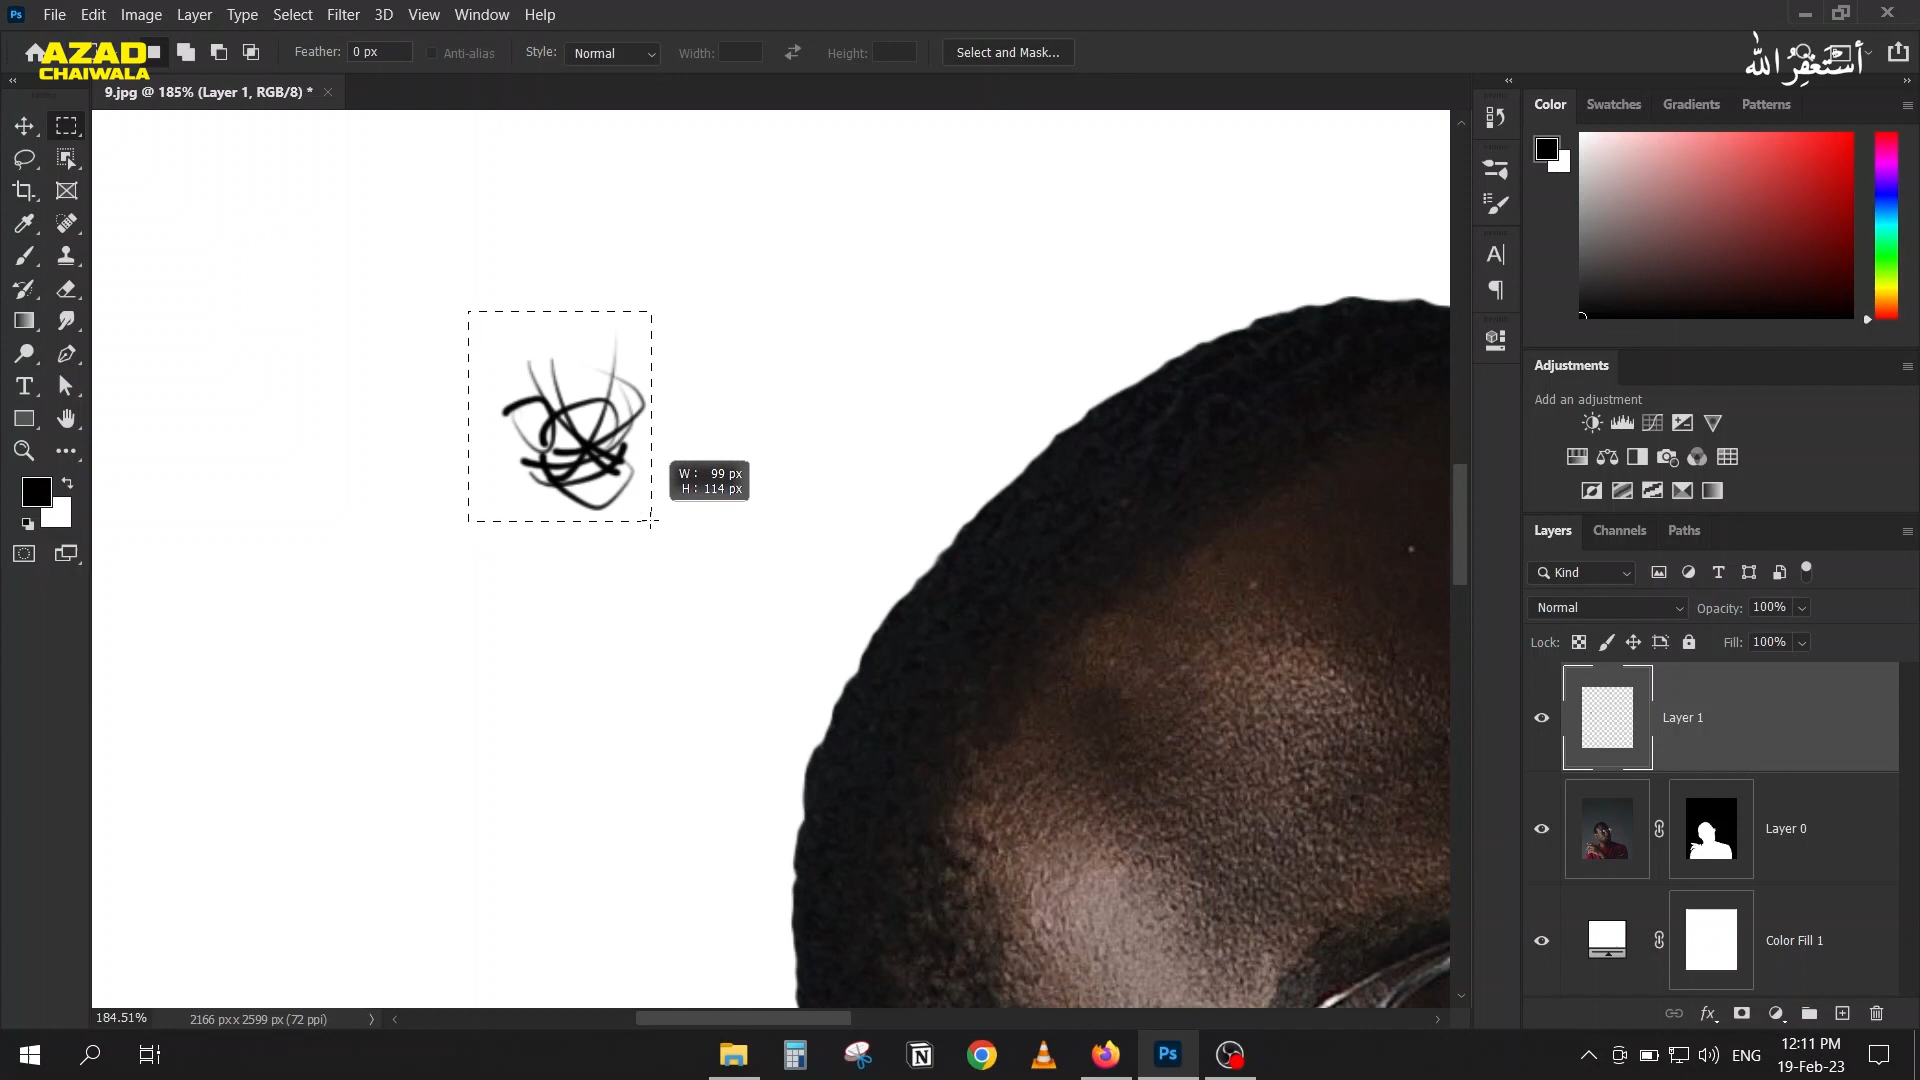 File Edit Image Layer Type Select Filter 3D View Window Help
AZAD
CHAIWALA
Feather: 0 px Anti-alias Style: Normal Width: Height: Select and Mask...
أستغفر الله
9.jpg @ 185% (Layer 1, RGB/8) *
Color Swatches Gradients Patterns
W: 99 px
H: 114 px
Adjustments
Add an adjustment
Layers Channels Paths
Kind
Normal Opacity: 100%
Lock: Fill: 100%
Layer 1
Layer 0
Color Fill 1
184.51% 2166 px x 2599 px (72 ppi)
Ps
ENG
12:11 PM
19-Feb-23